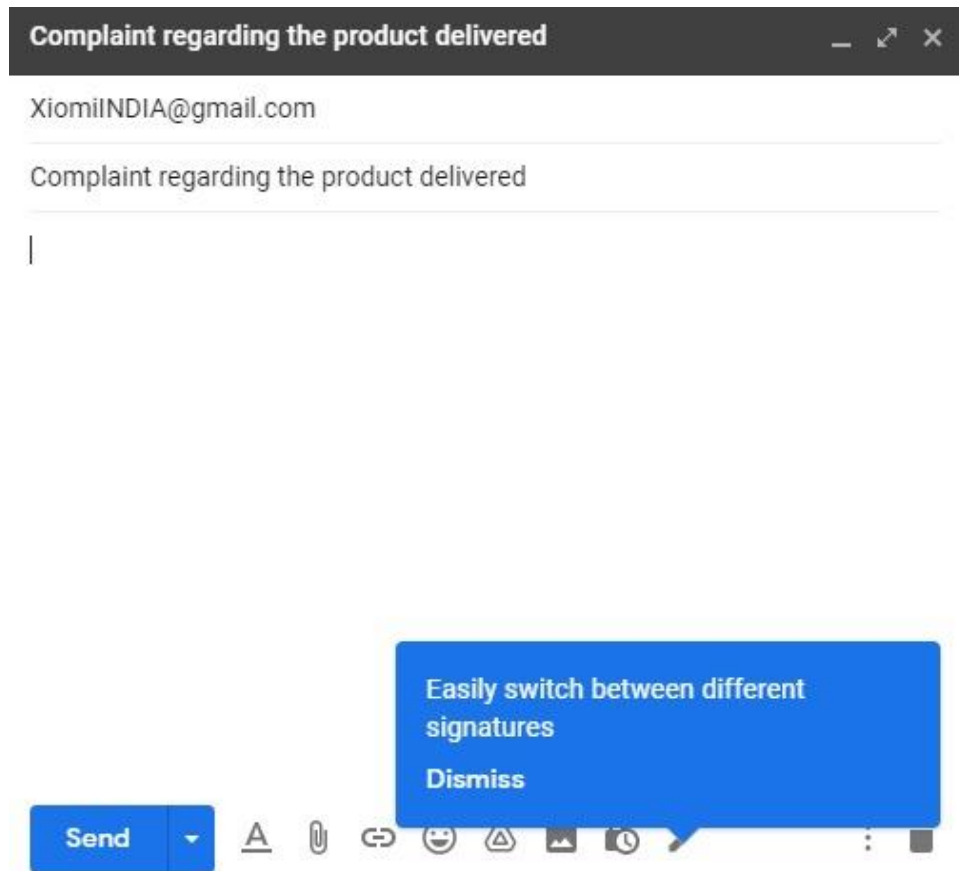 Complaint regarding the product delivered
XiomiINDIA@gmail.com
Complaint regarding the product delivered
Easily switch between different
signatures
Dismiss
Send